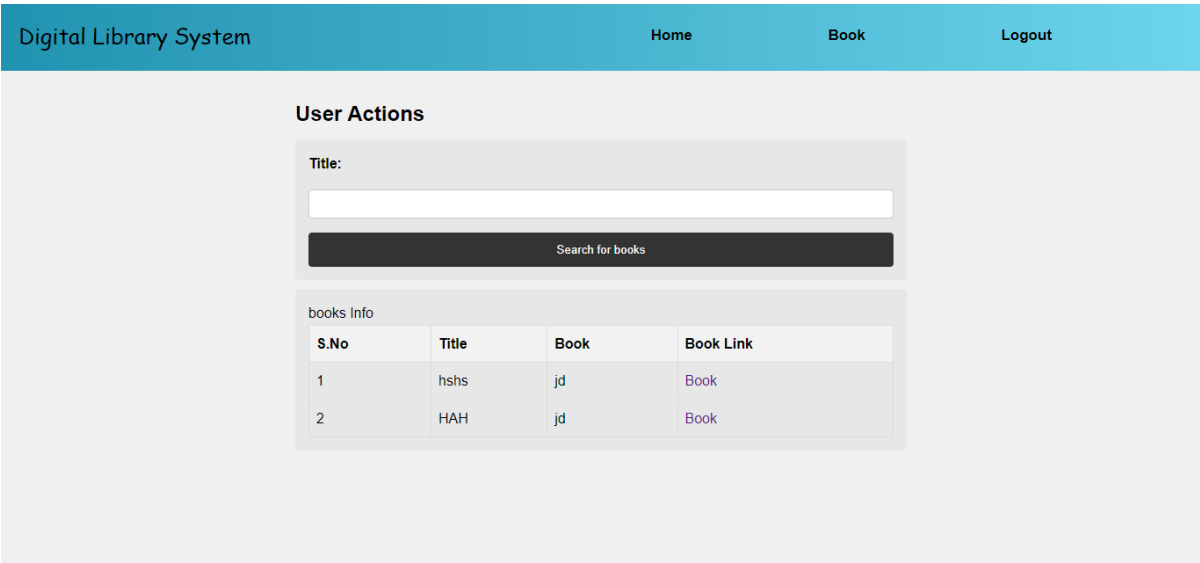 Digital Library System Home Book Logout
User Actions
Title:
Search for books
books Info
S.No Title Book Book Link
1 hshs jd Book
2 HAH jd Book